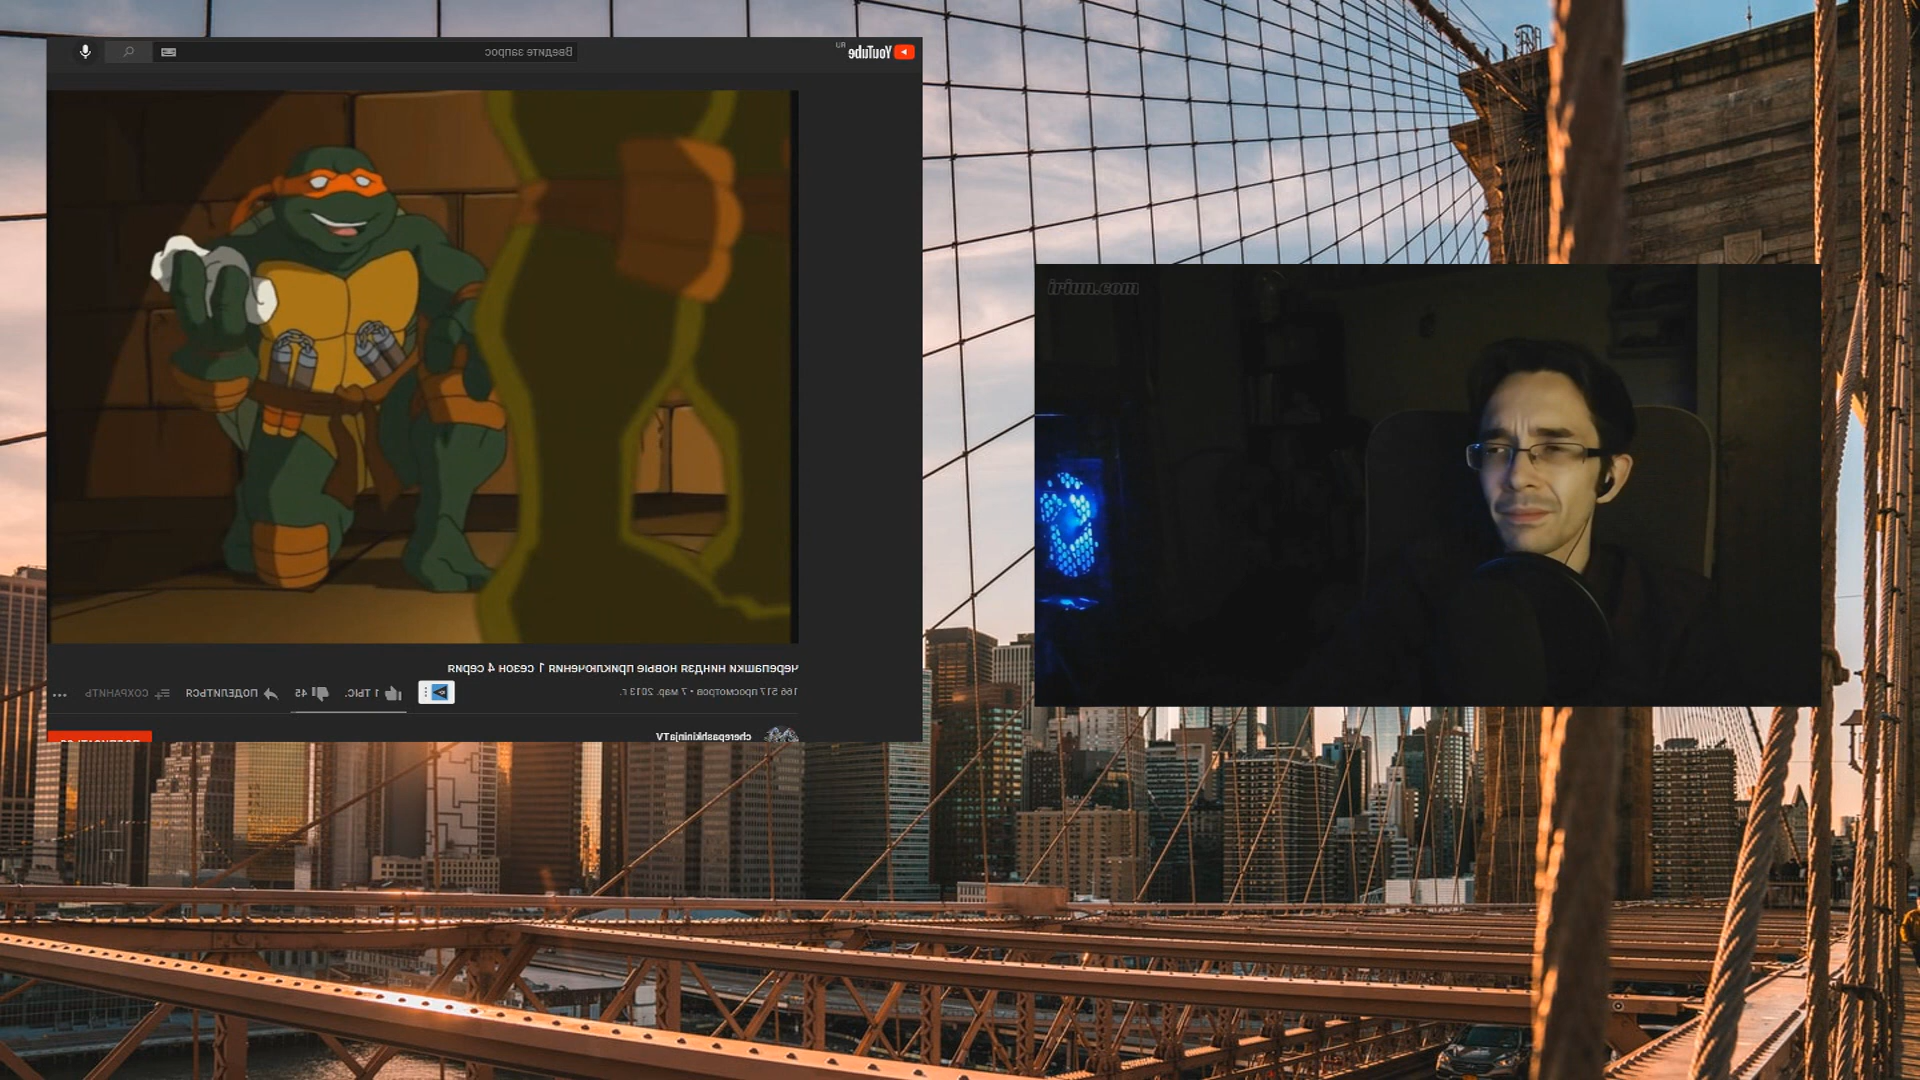 YouTube RU
Введите запрос
iriun.com
черепашки ниндзя новые приключения 1 сезон 4 серия
166 517 просмотров • 7 мар. 2013 г.
1 ТЫС.
45
ПОДЕЛИТЬСЯ
СОХРАНИТЬ
cherepashkininjaTV